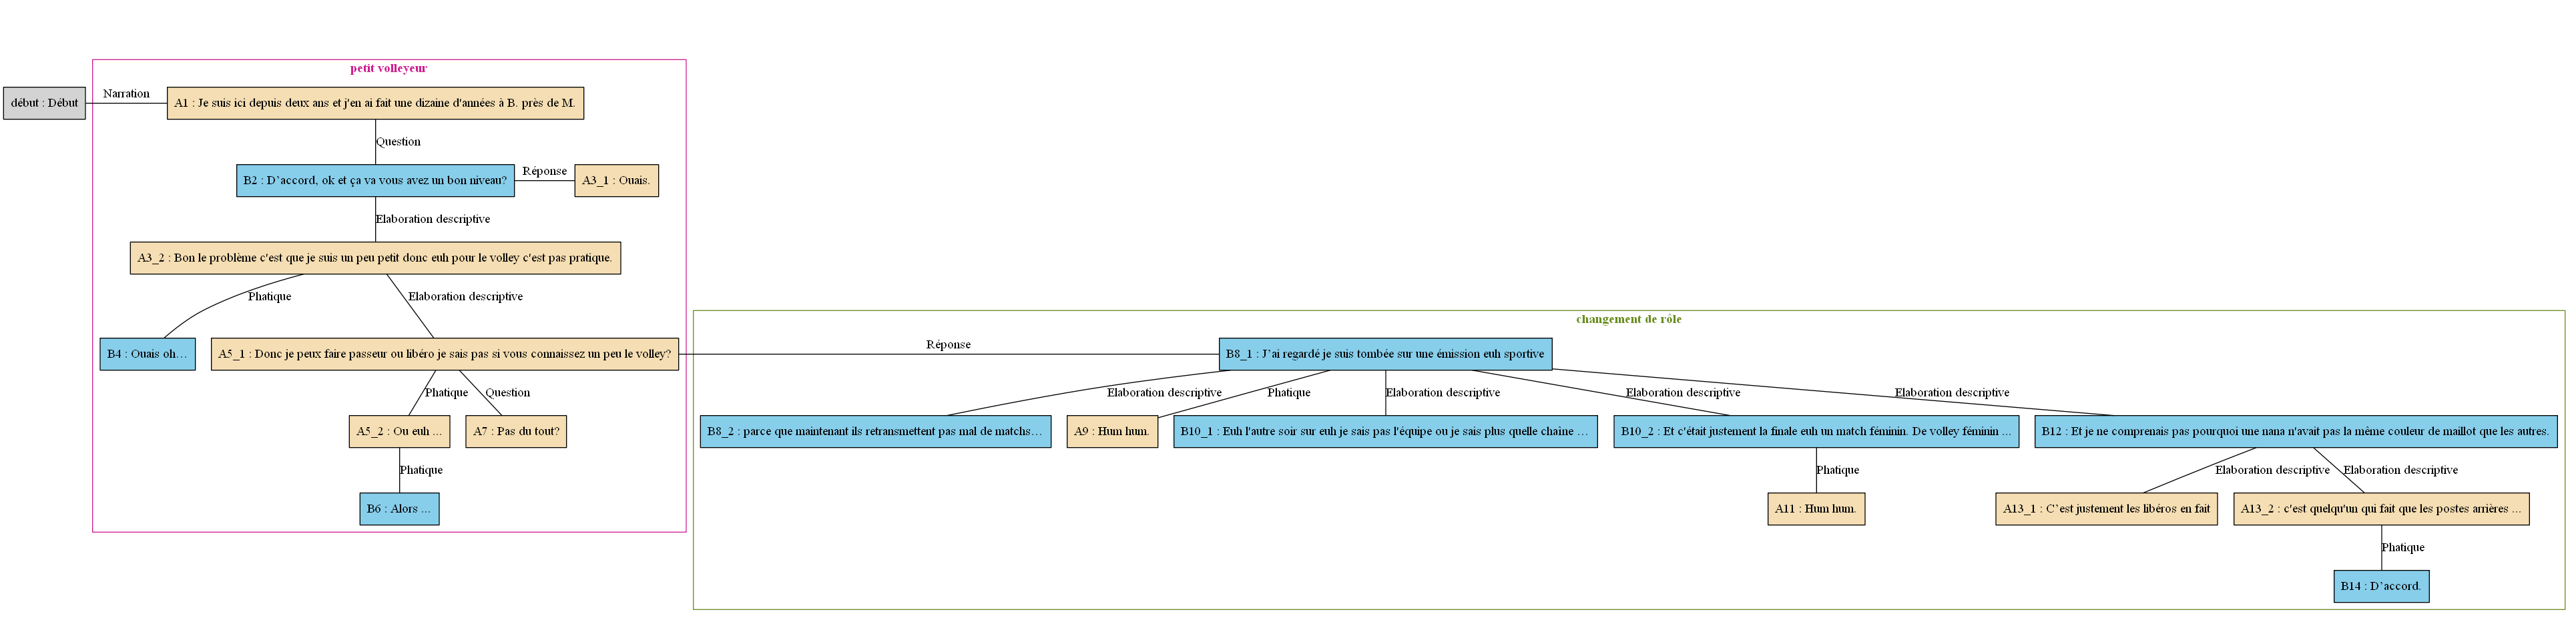 petit volleyeur
début : Début
Narration
A1 : Je suis ici depuis deux ans et j'en ai fait une dizaine d'années à B. près de M.
Question
B2 : D’accord, ok et ça va vous avez un bon niveau?
Réponse
A3_1 : Ouais.
Elaboration descriptive
A3_2 : Bon le problème c'est que je suis un peu petit donc euh pour le volley c'est pas pratique.
Phatique
Elaboration descriptive
B4 : Ouais oh…
A5_1 : Donc je peux faire passeur ou libéro je sais pas si vous connaissez un peu le volley?
Phatique
Question
A5_2 : Ou euh ...
A7 : Pas du tout?
Phatique
B6 : Alors ...
changement de rôle
Réponse
B8_1 : J’ai regardé je suis tombée sur une émission euh sportive
Elaboration descriptive
Phatique
Elaboration descriptive
Elaboration descriptive
Elaboration descriptive
B8_2 : parce que maintenant ils retransmettent pas mal de matchs…
A9 : Hum hum.
B10_1 : Euh l'autre soir sur euh je sais pas l'équipe ou je sais plus quelle chaîne …
B10_2 : Et c'était justement la finale euh un match féminin. De volley féminin ...
B12 : Et je ne comprenais pas pourquoi une nana n'avait pas la même couleur de maillot que les autres.
Phatique
Elaboration descriptive
Elaboration descriptive
A11 : Hum hum.
A13_1 : C’est justement les libéros en fait
A13_2 : c'est quelqu'un qui fait que les postes arrières ...
Phatique
B14 : D’accord.